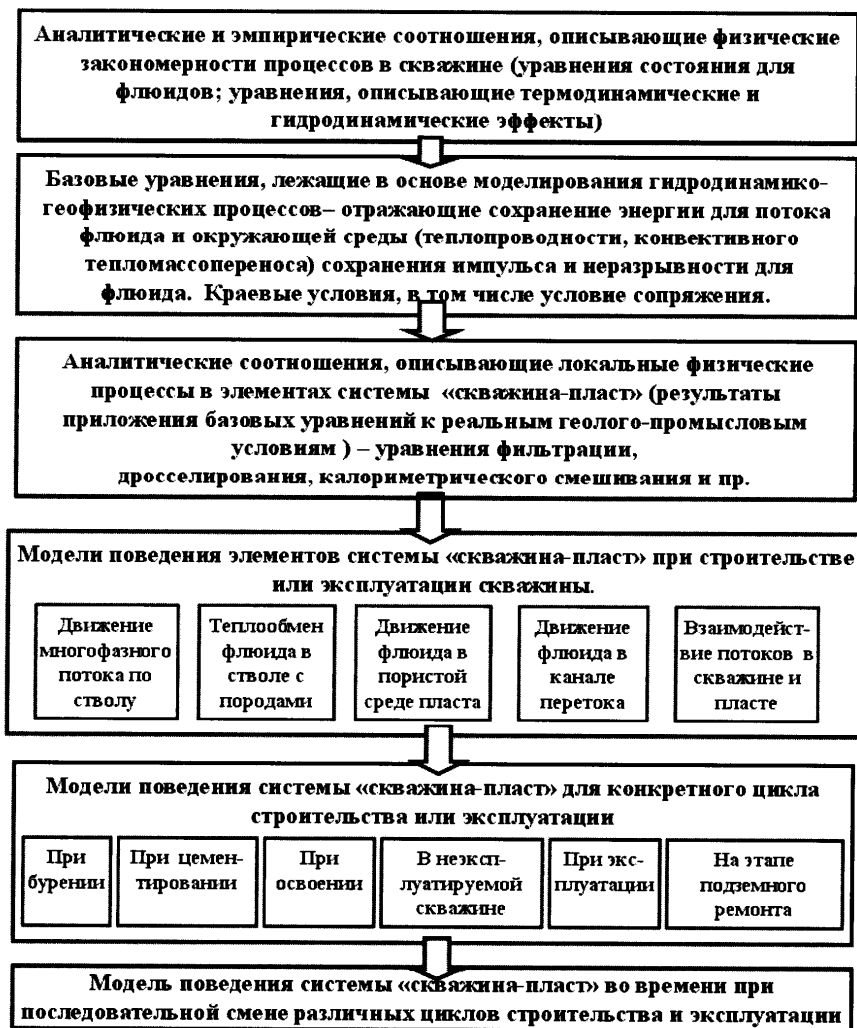 Аналитические и эмпирические соотношения, описывающие физические
закономерности процессов в скважине (уравнения состояния для
флюидов; уравнения, описывающие термодинамические и
гидродинамические эффекты)
Базовые уравнения, лежащие в основе моделирования гидродинамико-
геофизических процессов– отражающие сохранение энергии для потока
флюида и окружающей среды (теплопроводности, конвективного
тепломассопереноса) сохранения импульса и неразрывности для
флюида. Краевые условия, в том числе условие сопряжения.
Аналитические соотношения, описывающие локальные физические
процессы в элементах системы «скважина-пласт» (результаты
приложения базовых уравнений к реальным геолого-промысловым
условиям ) – уравнения фильтрации,
дросселирования, калориметрического смешивания и пр.
Модели поведения элементов системы «скважина-пласт» при строительстве
или эксплуатации скважины.
Движение
многофазного
потока по
стволу
Теплообмен
флюида в
стволе с
породами
Движение
флюида в
пористой
среде пласта
Движение
флюида в
канале
перетока
Взаимодейст-
вие потоков в
скважине и
пласте
Модели поведения системы «скважина-пласт» для конкретного цикла
строительства или эксплуатации
При
бурении
При цемен-
тировании
При
освоении
В неэксп-
луатируемой
скважине
При экс-
плуатации
На этапе
подземного
ремонта
Модель поведения системы «скважина-пласт» во времени при
последовательной смене различных циклов строительства и эксплуатации